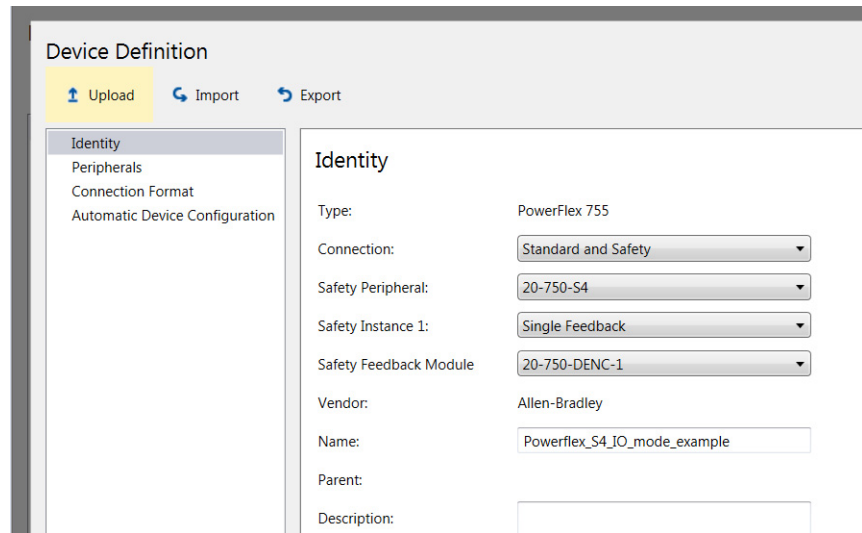 Device Definition
Upload Import Export
Identity
Peripherals
Connection Format
Automatic Device Configuration
Identity
Type: PowerFlex 755
Connection: Standard and Safety
Safety Peripheral: 20-750-S4
Safety Instance 1: Single Feedback
Safety Feedback Module 20-750-DENC-1
Vendor: Allen-Bradley
Name: Powerflex_S4_IO_mode_example
Parent:
Description: